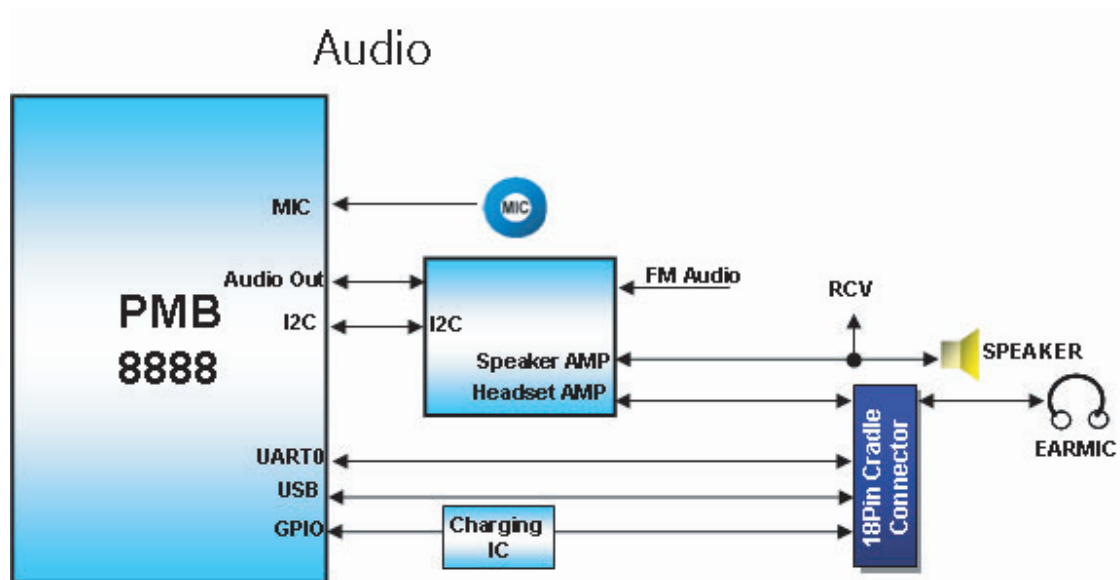 Audio
PMB
8888
MIC
MIC
Audio Out
FM Audio
I2C
I2C
RCV
Speaker AMP
SPEAKER
Headset AMP
EARMIC
18Pin Cradle
Connector
UART0
USB
GPIO
Charging
IC